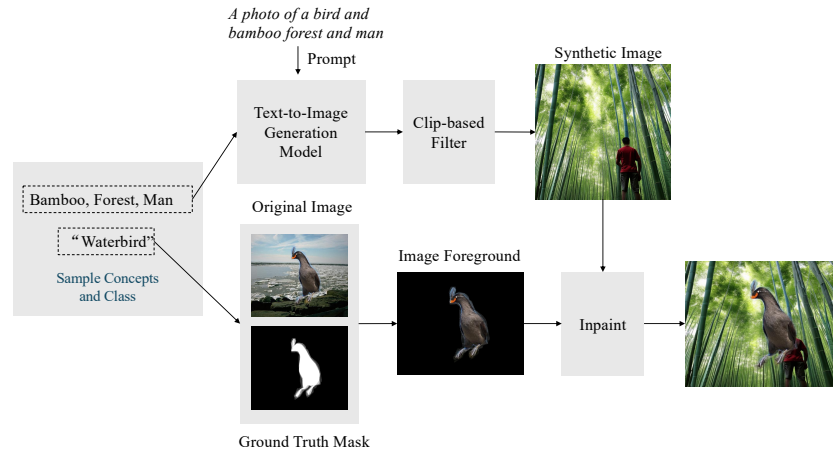 A photo of a bird and
bamboo forest and man
Prompt
Synthetic Image
Text-to-Image
Generation
Model
Clip-based
Filter
Bamboo, Forest, Man
“Waterbird”
Sample Concepts
and Class
Original Image
Image Foreground
Inpaint
Ground Truth Mask